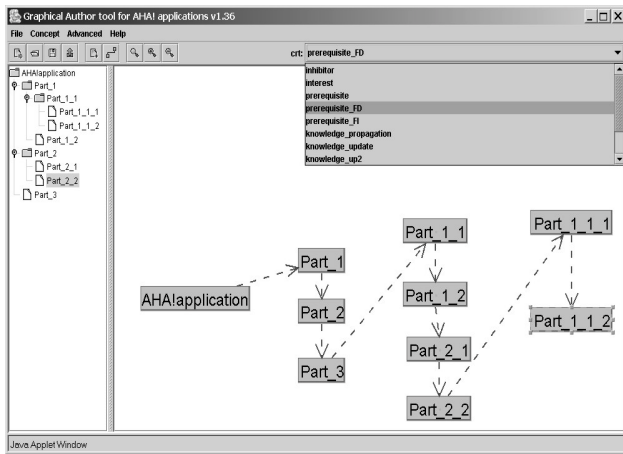 Graphical Author tool for AHA! applications v1.36
File Concept Advanced Help
crt: prerequisite_FD
inhibitor
interest
prerequisite
prerequisite_FD
prerequisite_FI
knowledge_propagation
knowledge_update
knowledge_up2
AHA!application
Part_1
Part_1_1
Part_1_1_1
Part_1_1_2
Part_1_2
Part_2
Part_2_1
Part_2_2
Part_3
AHA!application
Part_1
Part_2
Part_3
Part_1_1
Part_1_2
Part_2_1
Part_2_2
Part_1_1_1
Part_1_1_2
Java Applet Window